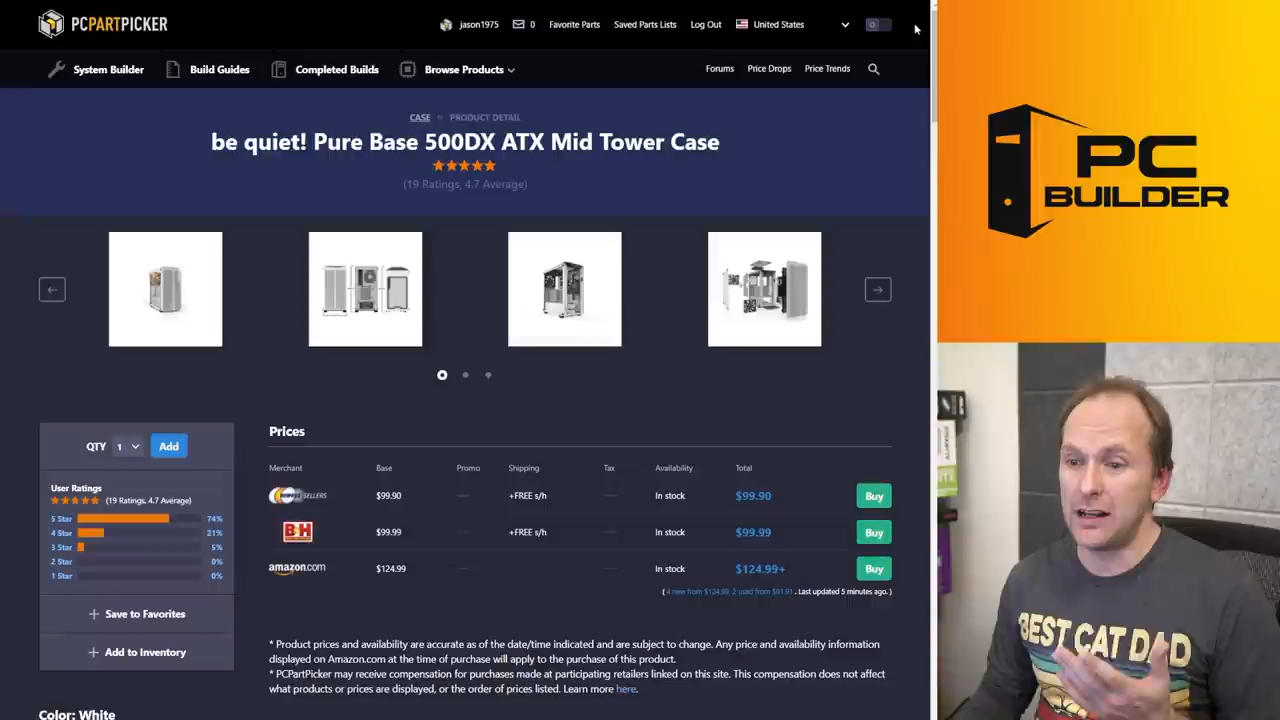 PCPARTPICKER
jason1975
0
Favorite Parts
Saved Parts Lists
Log Out
United States
System Builder
Build Guides
Completed Builds
Browse Products
Forums
Price Drops
Price Trends
CASE
PRODUCT DETAIL
be quiet! Pure Base 500DX ATX Mid Tower Case
(19 Ratings, 4.7 Average)
PC
BUILDER
QTY 1 Add
User Ratings
(19 Ratings, 4.7 Average)
5 Star 74%
4 Star 21%
3 Star 5%
2 Star 0%
1 Star 0%
+ Save to Favorites
+ Add to Inventory
Prices
Merchant Base Promo Shipping Tax Availability Total
$99.90 — +FREE s/h — In stock $99.90 Buy
B&H $99.99 +FREE s/h — In stock $99.99 Buy
amazon.com $124.99 — In stock $124.99+ Buy
( 4 new from $124.99, 2 used from $91.91 . Last updated 5 minutes ago. )
* Product prices and availability are accurate as of the date/time indicated and are subject to change. Any price and availability information
displayed on Amazon.com at the time of purchase will apply to the purchase of this product.
* PCPartPicker may receive compensation for purchases made at participating retailers linked on this site. This compensation does not affect
what products or prices are displayed, or the order of prices listed. Learn more here.
Color: White
BEST CAT DAD